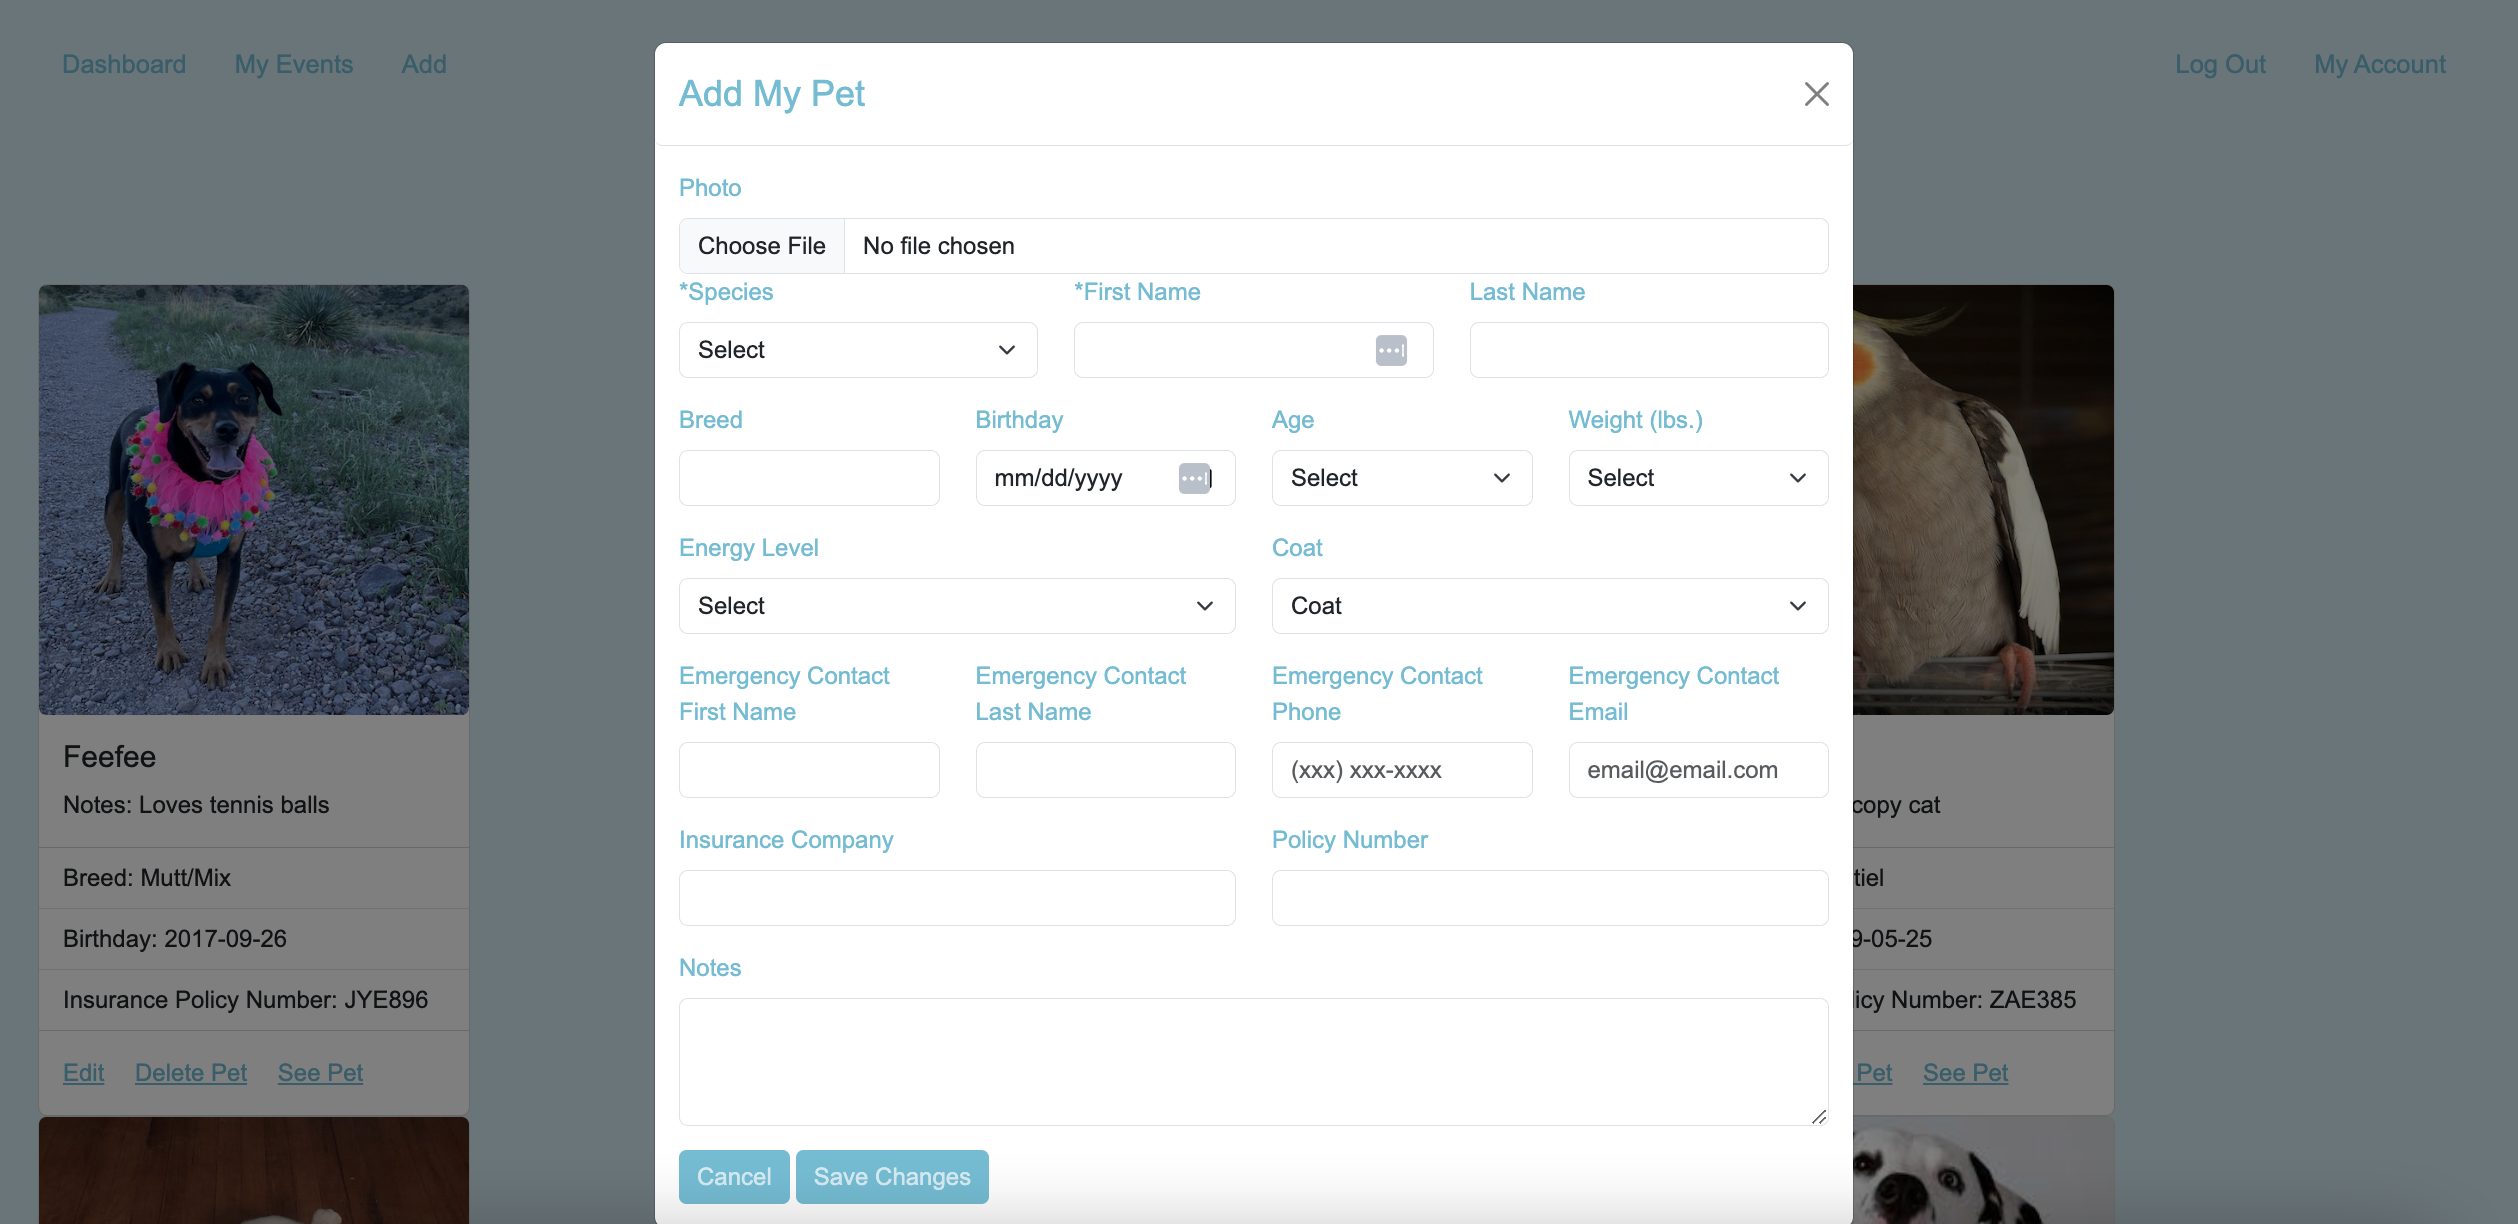 Dashboard My Events Add Log Out My Account
Add My Pet
Photo
Choose File No file chosen
*Species *First Name Last Name
Select
Breed Birthday Age Weight (lbs.)
mm/dd/yyyy Select Select
Energy Level Coat
Select Coat
Emergency Contact First Name Emergency Contact Last Name Emergency Contact Phone Emergency Contact Email
(xxx) xxx-xxxx email@email.com
Insurance Company Policy Number
Notes
Cancel Save Changes
Feefee
Notes: Loves tennis balls
Breed: Mutt/Mix
Birthday: 2017-09-26
Insurance Policy Number: JYE896
Edit Delete Pet See Pet
copy cat
tiel
9-05-25
icy Number: ZAE385
Pet See Pet